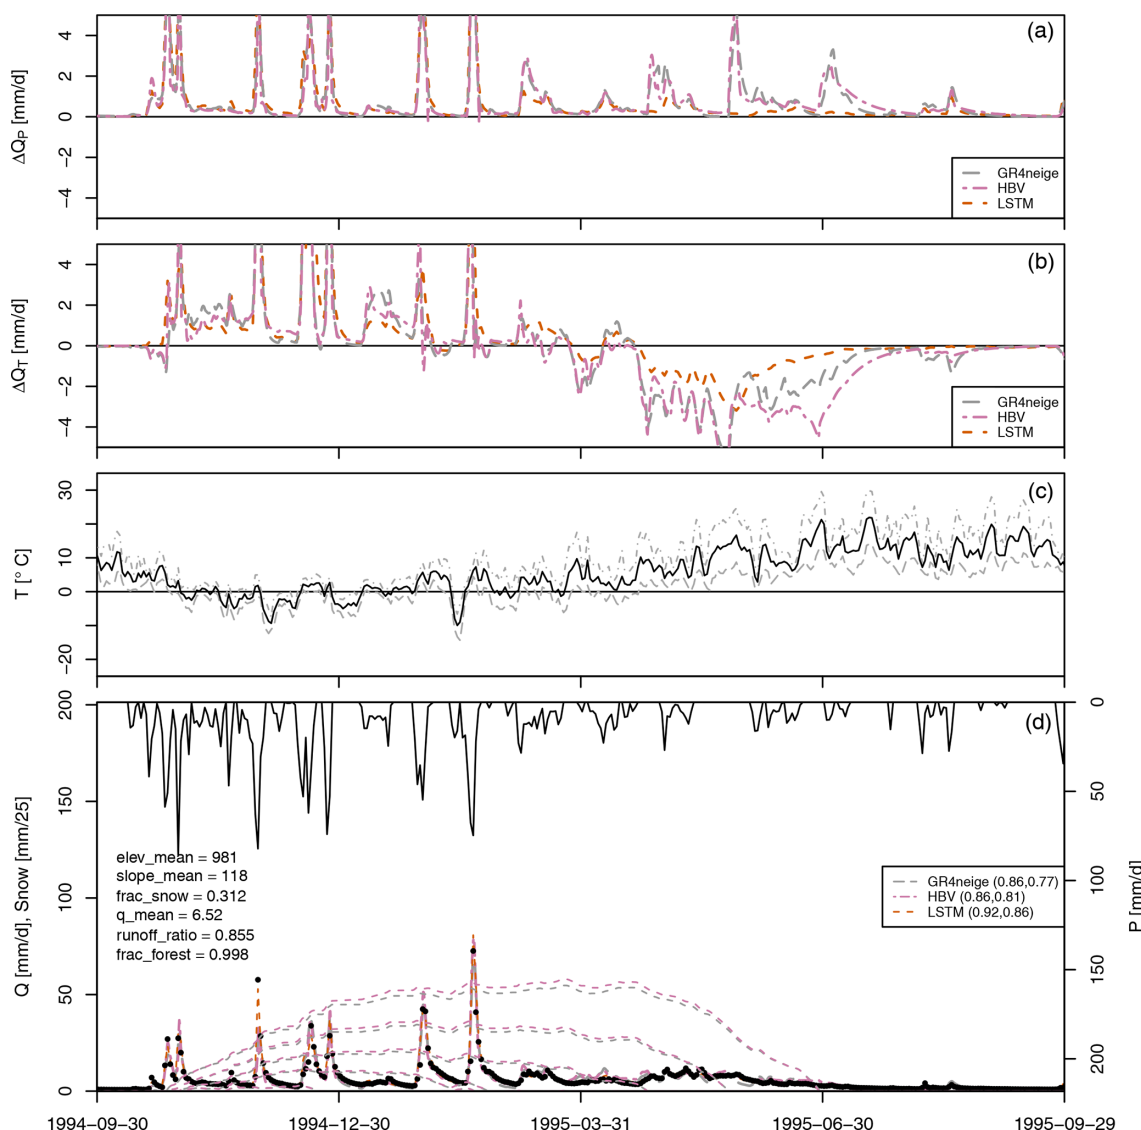 (a)
ΔQP [mm/d]
4
2
0
−2
−4
GR4neige
HBV
LSTM
(b)
ΔQT [mm/d]
4
2
0
−2
−4
GR4neige
HBV
LSTM
(c)
T [° C]
30
10
0
−20
(d)
Q [mm/d], Snow [mm/25]
200
150
100
50
0
P [mm/d]
0
50
100
150
200
elev_mean = 981
slope_mean = 118
frac_snow = 0.312
q_mean = 6.52
runoff_ratio = 0.855
frac_forest = 0.998
GR4neige (0.86,0.77)
HBV (0.86,0.81)
LSTM (0.92,0.86)
1994−09−30 1994−12−30 1995−03−31 1995−06−30 1995−09−29